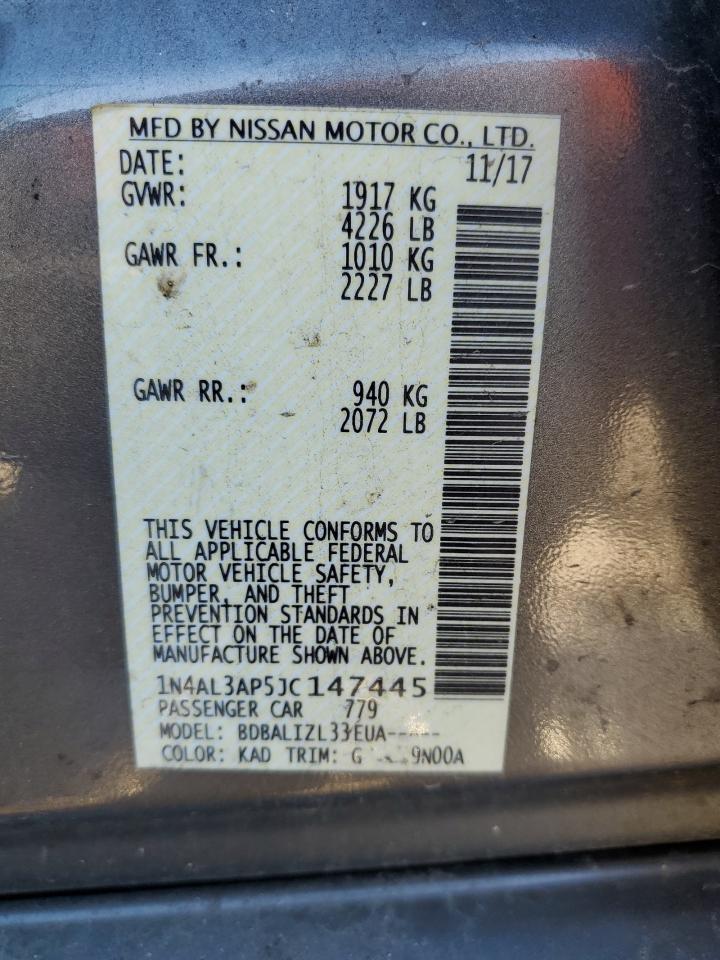 MFD BY NISSAN MOTOR CO., LTD.
DATE: 11/17
GVWR: 1917 KG
4226 LB
GAWR FR.: 1010 KG
2227 LB
GAWR RR.: 940 KG
2072 LB
THIS VEHICLE CONFORMS TO
ALL APPLICABLE FEDERAL
MOTOR VEHICLE SAFETY,
BUMPER, AND THEFT
PREVENTION STANDARDS IN
EFFECT ON THE DATE OF
MANUFACTURE SHOWN ABOVE.
1N4AL3AP5JC147445
PASSENGER CAR 779
MODEL: BDBALIZL33EUA-----
COLOR: KAD TRIM: G 9N00A